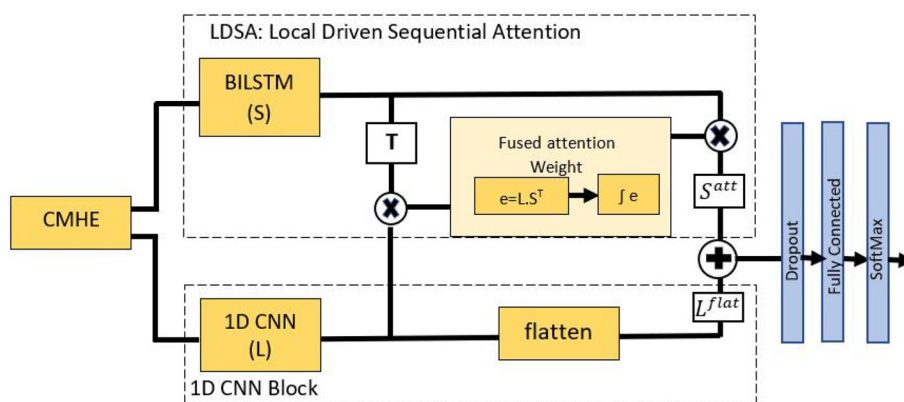 LDSA: Local Driven Sequential Attention
BILSTM
(S)
T
Fused attention
Weight
e=L.Sᵀ
∫ e
S^{att}
CMHE
1D CNN
(L)
flatten
L^{flat}
1D CNN Block
Dropout
Fully Connected
SoftMax